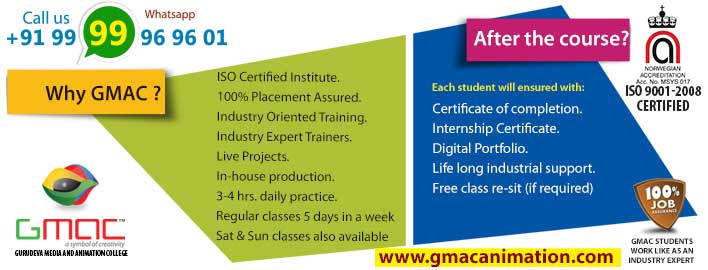 Call us
Whatsapp
+91 99 99 96 96 01
Why GMAC ?
ISO Certified Institute.
100% Placement Assured.
Industry Oriented Training.
Industry Expert Trainers.
Live Projects.
In-house production.
3-4 hrs. daily practice.
Regular classes 5 days in a week
Sat & Sun classes also available
GMAC™
a symbol of creativity
GURUDEVA MEDIA AND ANIMATION COLLEGE
After the course?
Each student will ensured with:
Certificate of completion.
Internship Certificate.
Digital Portfolio.
Life long industrial support.
Free class re-sit (if required)
www.gmacanimation.com
NORWEGIAN
ACCREDITATION
Acc. No. MSYS 017
ISO 9001-2008
CERTIFIED
100%
JOB
ASSURANCE
GMAC STUDENTS
WORK LIKE AS AN
INDUSTRY EXPERT